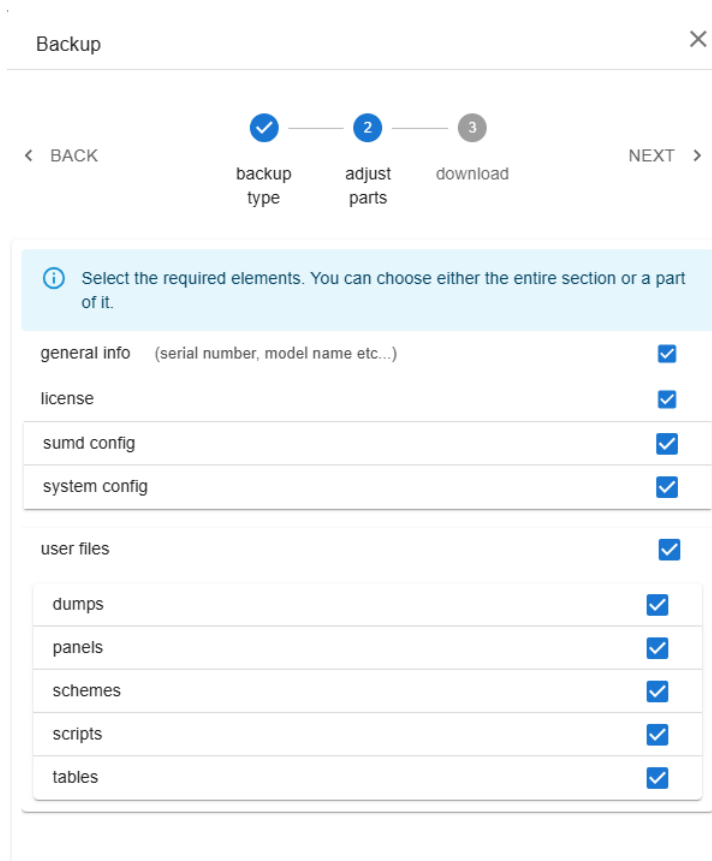 Backup
BACK
2
3
NEXT
backup
type
adjust
parts
download
Select the required elements. You can choose either the entire section or a part
of it.
general info (serial number, model name etc...)
license
sumd config
system config
user files
dumps
panels
schemes
scripts
tables